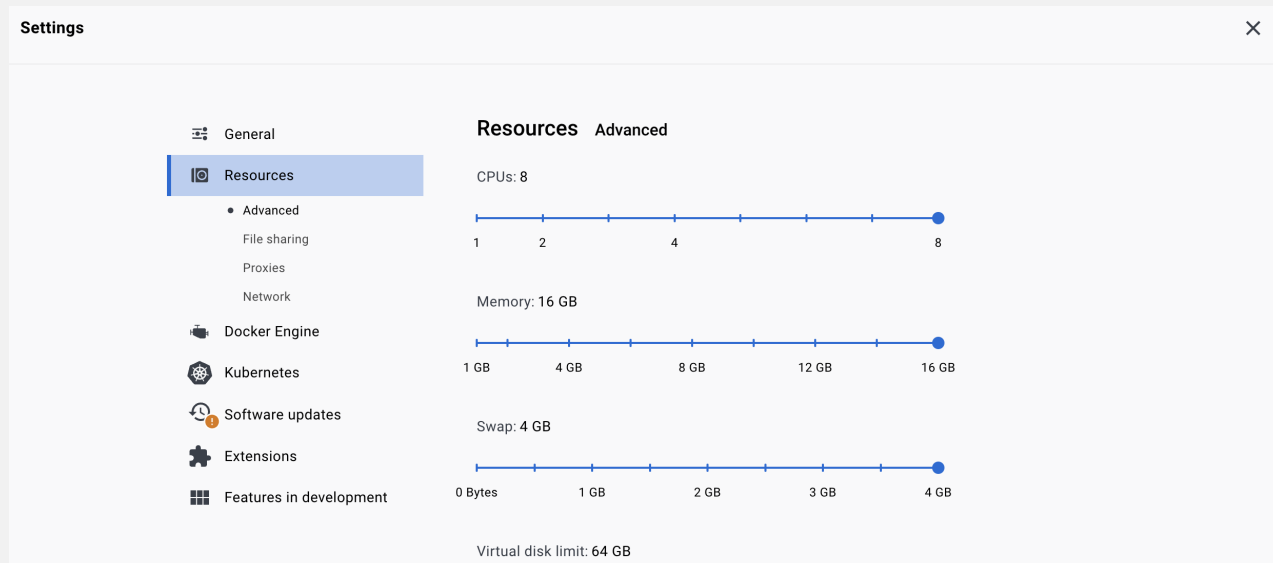 Settings
General
Resources
Advanced
File sharing
Proxies
Network
Docker Engine
Kubernetes
Software updates
Extensions
Features in development
Resources Advanced
CPUs: 8
1 2 4 8
Memory: 16 GB
1 GB 4 GB 8 GB 12 GB 16 GB
Swap: 4 GB
0 Bytes 1 GB 2 GB 3 GB 4 GB
Virtual disk limit: 64 GB